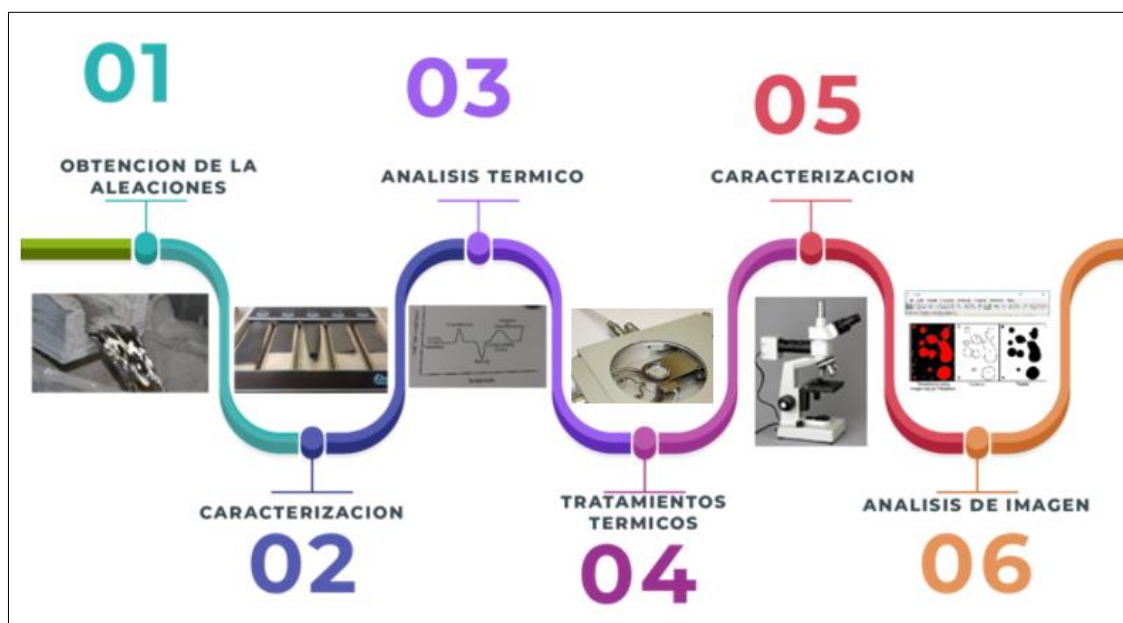 01
OBTENCION DE LA
ALEACIONES
02
CARACTERIZACION
03
ANALISIS TERMICO
04
TRATAMIENTOS
TERMICOS
05
CARACTERIZACION
06
ANALISIS DE IMAGEN